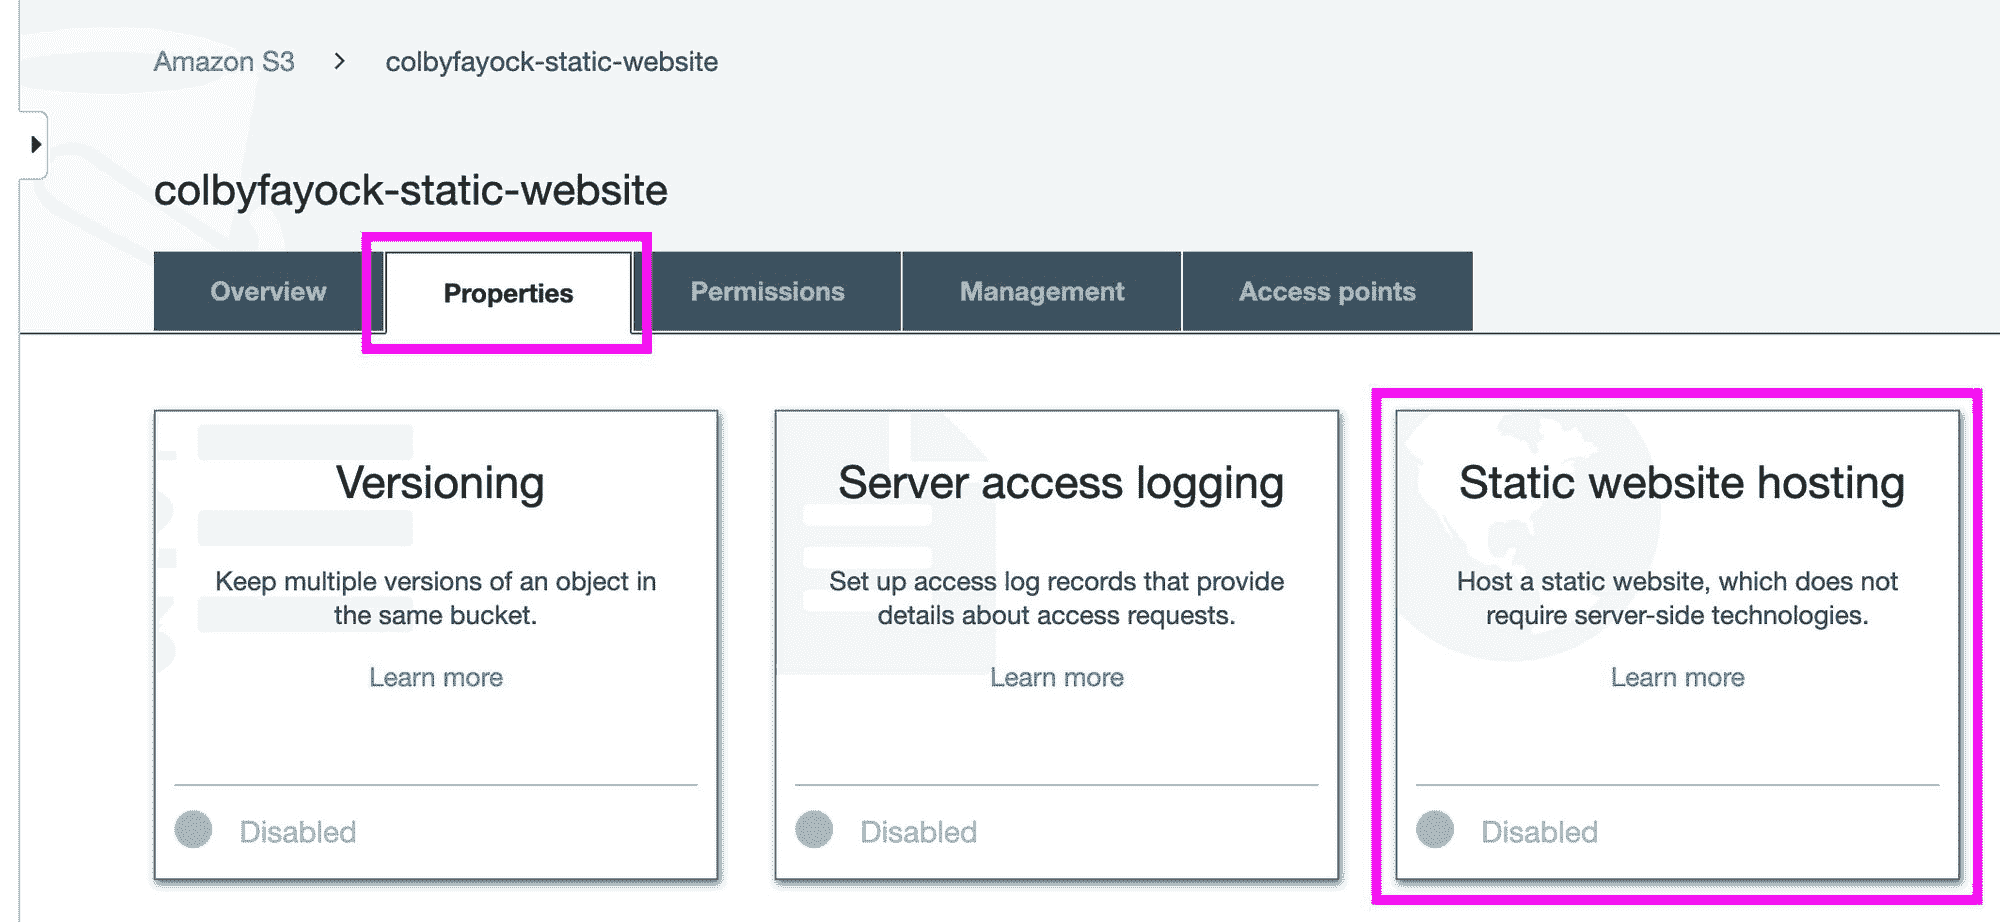 Amazon S3 > colbyfayock-static-website
colbyfayock-static-website
Overview Properties Permissions Management Access points
Versioning
Keep multiple versions of an object in
the same bucket.
Learn more
Disabled
Server access logging
Set up access log records that provide
details about access requests.
Learn more
Disabled
Static website hosting
Host a static website, which does not
require server-side technologies.
Learn more
Disabled